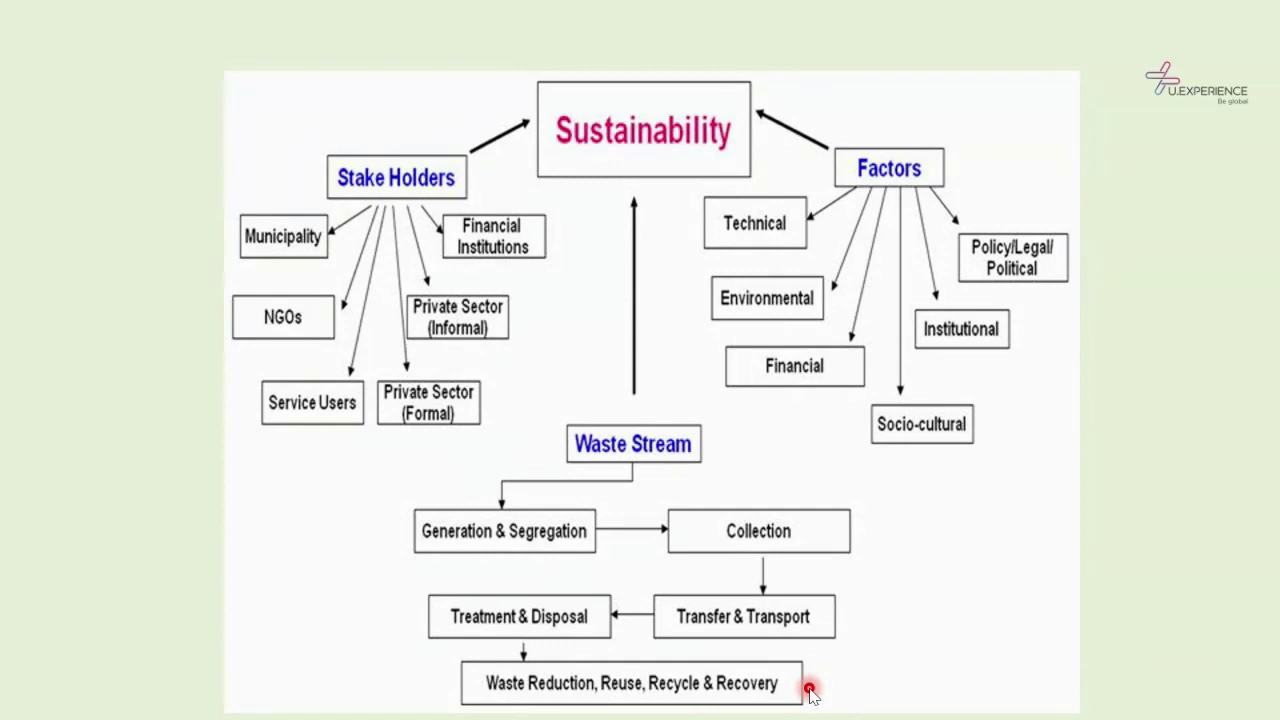 U.EXPERIENCE
Be global
Sustainability
Stake Holders
Factors
Municipality
Financial
Institutions
NGOs
Private Sector
(Informal)
Service Users
Private Sector
(Formal)
Technical
Policy/Legal/
Political
Environmental
Institutional
Financial
Socio-cultural
Waste Stream
Generation & Segregation
Collection
Treatment & Disposal
Transfer & Transport
Waste Reduction, Reuse, Recycle & Recovery